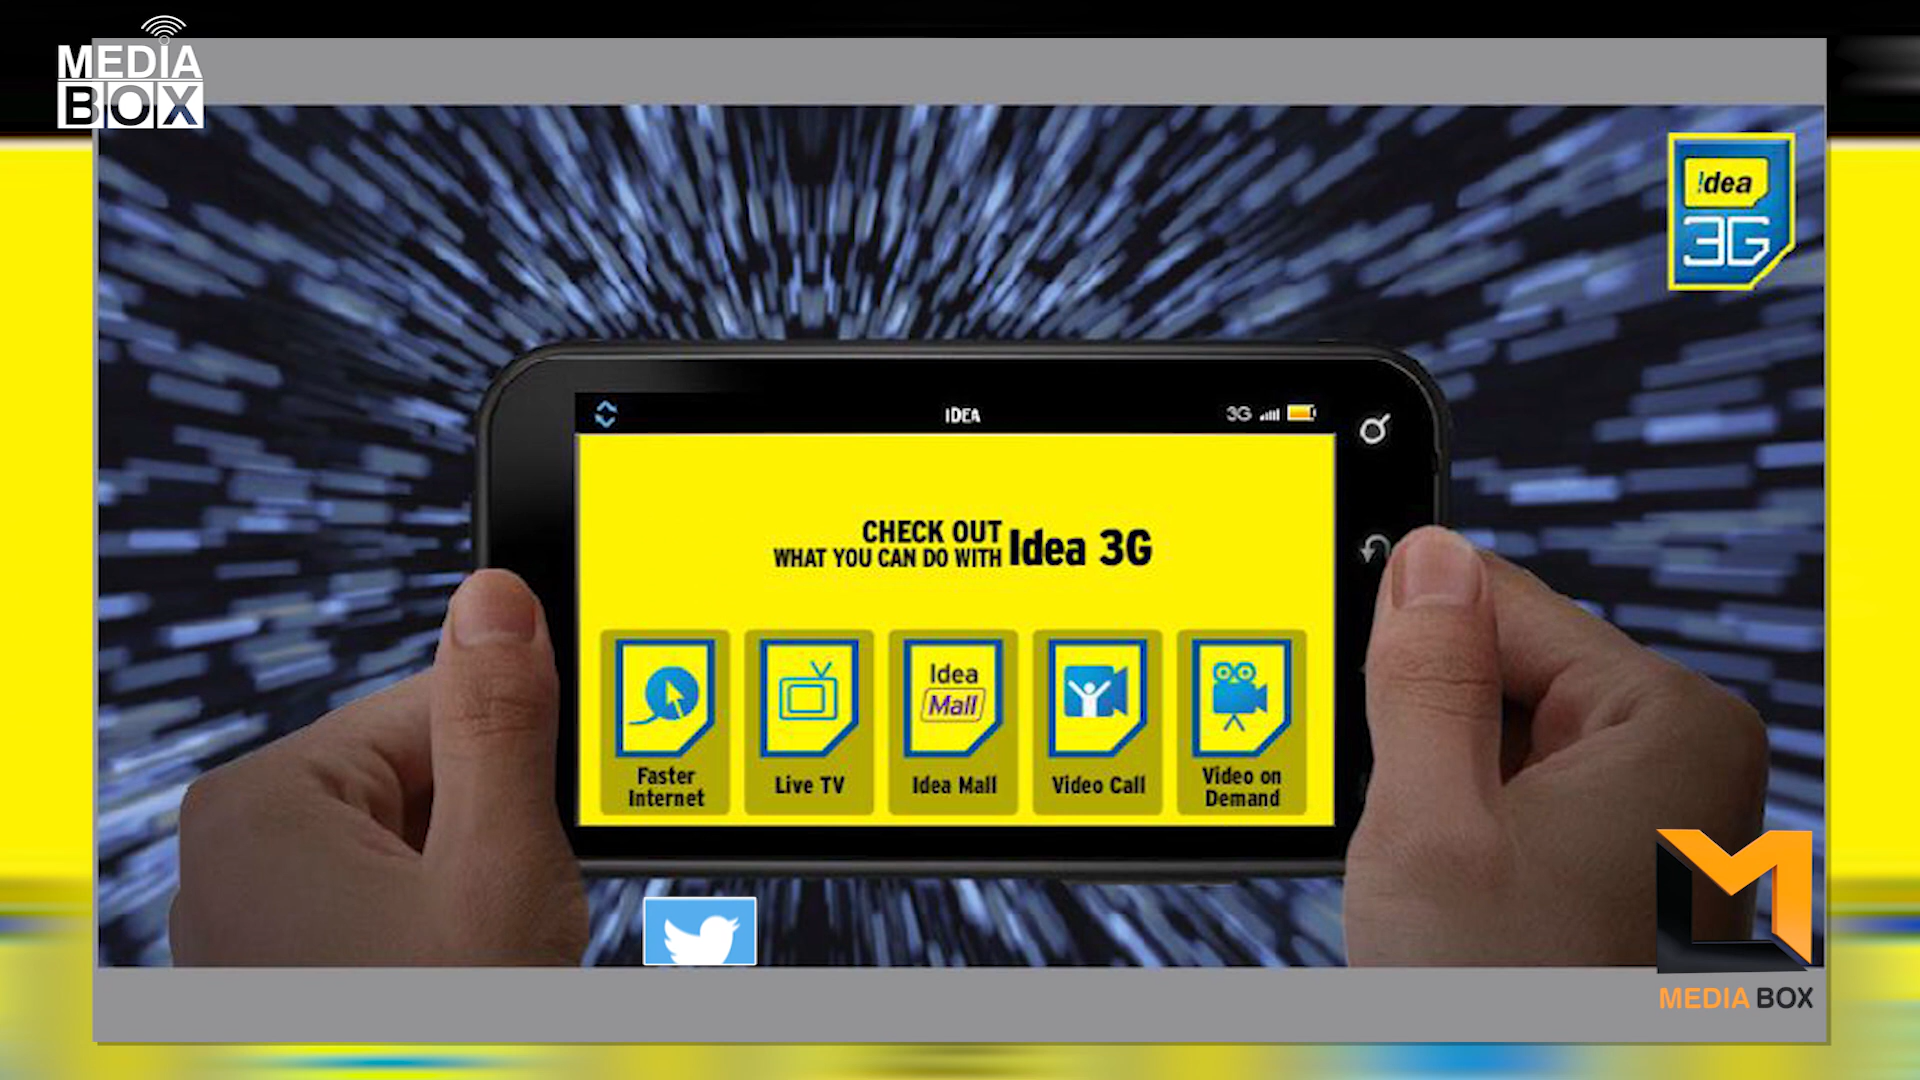 MEDIA
BOX
!dea
3G
IDEA
3G
CHECK OUT
WHAT YOU CAN DO WITH Idea 3G
Idea
Mall
Faster
Internet
Live TV
Idea Mall
Video Call
Video on
Demand
MEDIA BOX